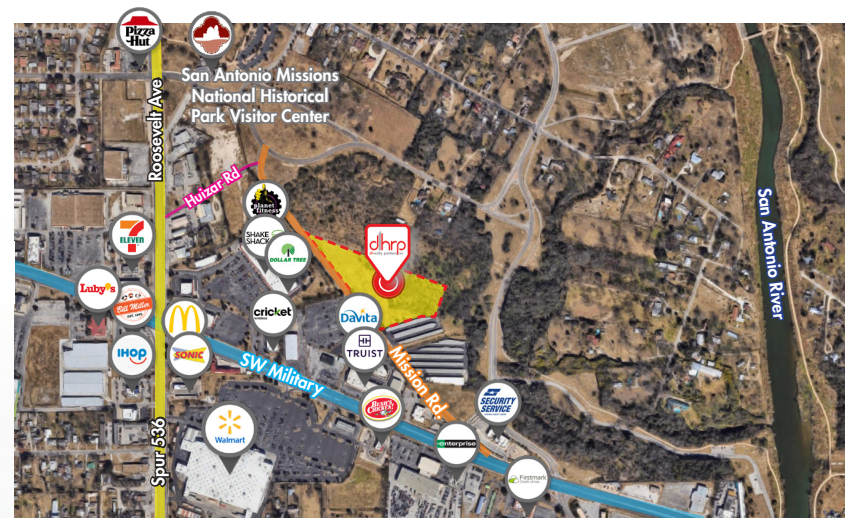 Pizza
Hut
San Antonio Missions
National Historical
Park Visitor Center
Roosevelt Ave
Huizar Rd
planet
fitness
SHAKE
SHACK
DOLLAR TREE
dhrp
7
ELEVEN
Luby's
Bill Miller
cricket
DaVita
TRUIST
IHOP
SONIC
SW Military
Mission Rd.
San Antonio River
Walmart
Spur 536
BUSH'S
CHICKEN
SECURITY
SERVICE
enterprise
Firstmark
Credit Union